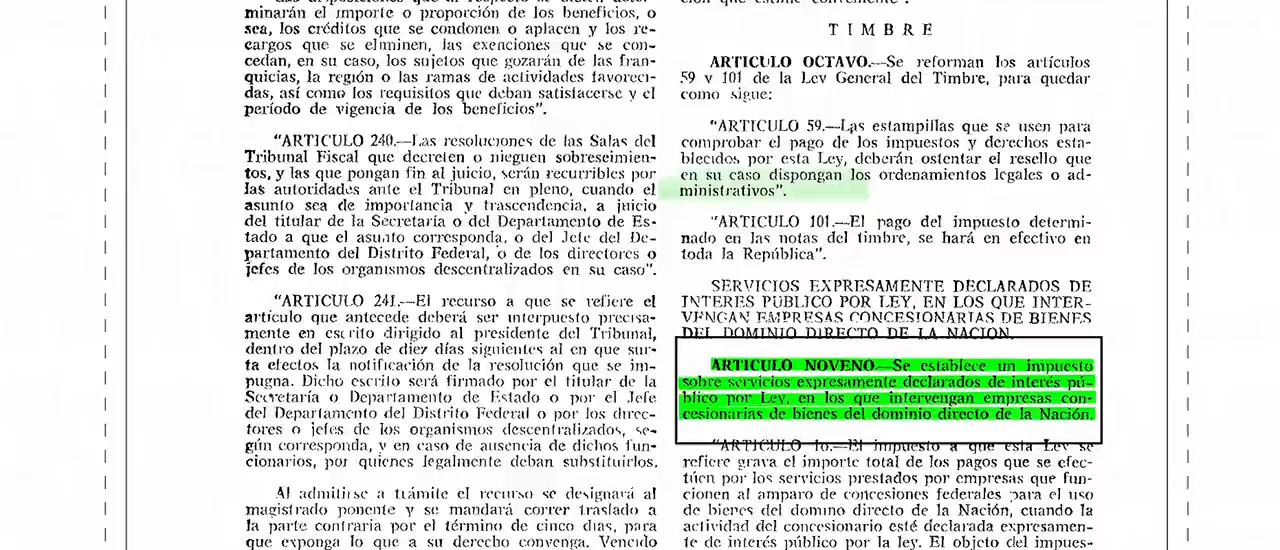 minarán el importe o proporción de los beneficios, o
sea, los créditos que se condonen o aplacen y los re-
cargos que se eliminen, las exenciones que se con-
cedan, en su caso, los sujetos que gozarán de las fran-
quicias, la región o las ramas de actividades favoreci-
das, así como los requisitos que deban satisfacerse y el
período de vigencia de los beneficios".
"ARTICULO 240.—Las resoluciones de las Salas del
Tribunal Fiscal que decreten o nieguen sobreseimien-
tos, y las que pongan fin al juicio, serán recurribles por
las autoridades ante el Tribunal en pleno, cuando el
asunto sea de importancia y trascendencia, a juicio
del titular de la Secretaría o del Departamento de Es-
tado a que el asunto corresponda, o del Jefe del De-
partamento del Distrito Federal, o de los directores o
jefes de los organismos descentralizados en su caso".
"ARTICULO 241.—El recurso a que se refiere el
artículo que antecede deberá ser interpuesto precisa-
mente en escrito dirigido al presidente del Tribunal,
dentro del plazo de diez días siguientes al en que sur-
ta efectos la notificación de la resolución que se im-
pugna. Dicho escrito será firmado por el titular de la
Secretaría o Departamento de Estado o por el Jefe
del Departamento del Distrito Federal o por los direc-
tores o jefes de los organismos descentralizados, se-
gún corresponda, y en caso de ausencia de dichos fun-
cionarios, por quienes legalmente deban substituirlos.
Al admitirse a trámite el recurso se designará al
magistrado ponente y se mandará correr traslado a
la parte contraria por el término de cinco días, para
que exponga lo que a su derecho convenga. Vencido
ción que estime conveniente".
TIMBRE
ARTICULO OCTAVO.—Se reforman los artículos
59 y 101 de la Ley General del Timbre, para quedar
como sigue:
"ARTICULO 59.—Las estampillas que se usen para
comprobar el pago de los impuestos y derechos esta-
blecidos por esta Ley, deberán ostentar el resello que
en su caso dispongan los ordenamientos legales o ad-
ministrativos".
"ARTICULO 101.—El pago del impuesto determi-
nado en las notas del timbre, se hará en efectivo en
toda la República".
SERVICIOS EXPRESAMENTE DECLARADOS DE
INTERES PUBLICO POR LEY, EN LOS QUE INTER-
VENGAN EMPRESAS CONCESIONARIAS DE BIENES
DEL DOMINIO DIRECTO DE LA NACION.
ARTICULO NOVENO.—Se establece un impuesto
sobre servicios expresamente declarados de interés pú-
blico por Ley, en los que intervengan empresas con-
cesionarias de bienes del dominio directo de la Nación.
"ARTICULO 1o.—El impuesto a que esta Ley se
refiere grava el importe total de los pagos que se efec-
túen por los servicios prestados por empresas que fun-
cionen al amparo de concesiones federales para el uso
de bienes del domino directo de la Nación, cuando la
actividad del concesionario esté declarada expresamen-
te de interés público por la ley. El objeto del impues-